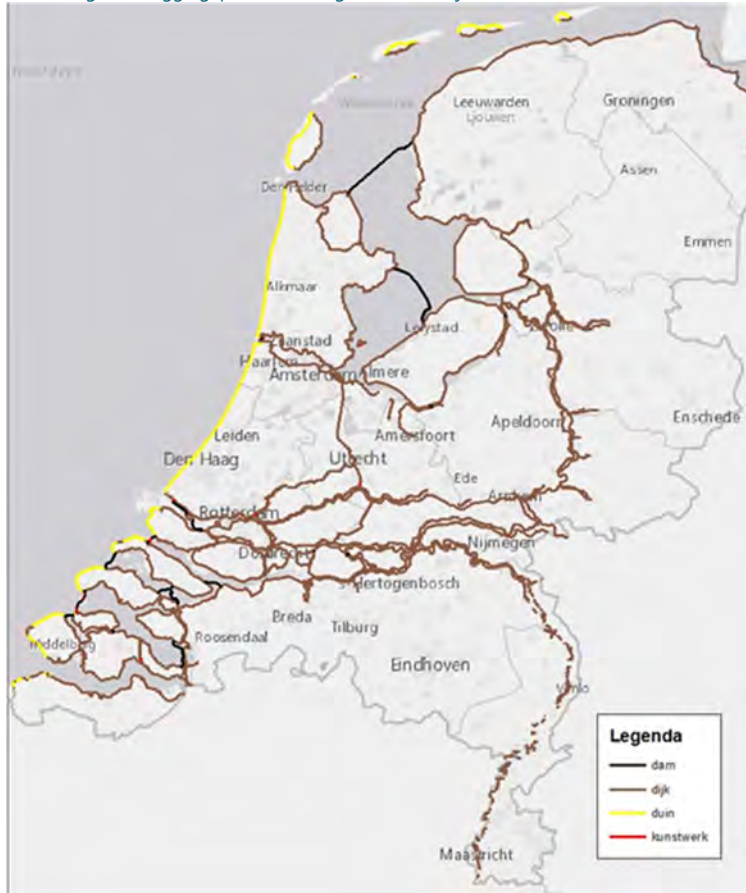 Leeuwarden
Ljouwert
Groningen
Assen
Den Helder
Emmen
Alkmaar
Lelystad
Zwolle
Zaanstad
Haarlem
Amsterdam
Almere
Apeldoorn
Enschede
Leiden
Amersfoort
Den Haag
Utrecht
Ede
Arnhem
Rotterdam
Nijmegen
Dordrecht
's-Hertogenbosch
Breda
Tilburg
Middelburg
Roosendaal
Eindhoven
Venlo
Maastricht
Legenda
dam
dijk
duin
kunstwerk